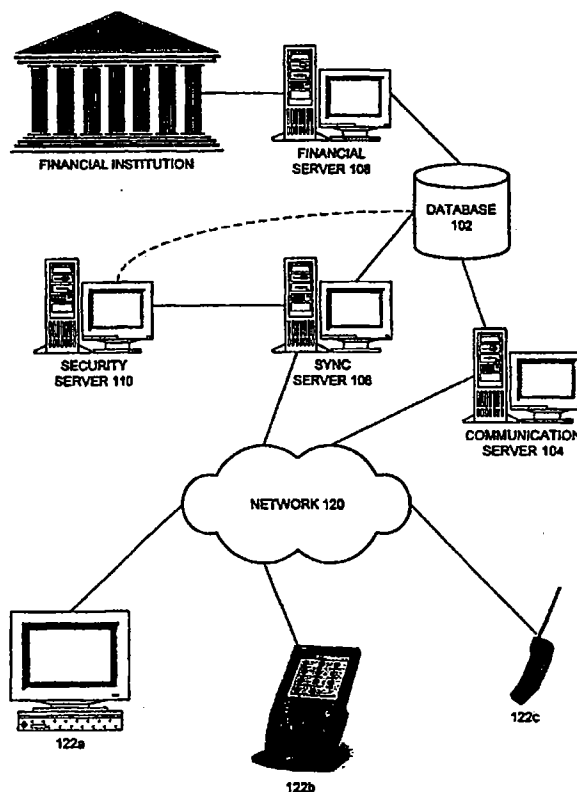 FINANCIAL INSTITUTION
FINANCIAL
SERVER 108
DATABASE
102
SECURITY
SERVER 110
SYNC
SERVER 106
COMMUNICATION
SERVER 104
NETWORK 120
122a
122b
122c